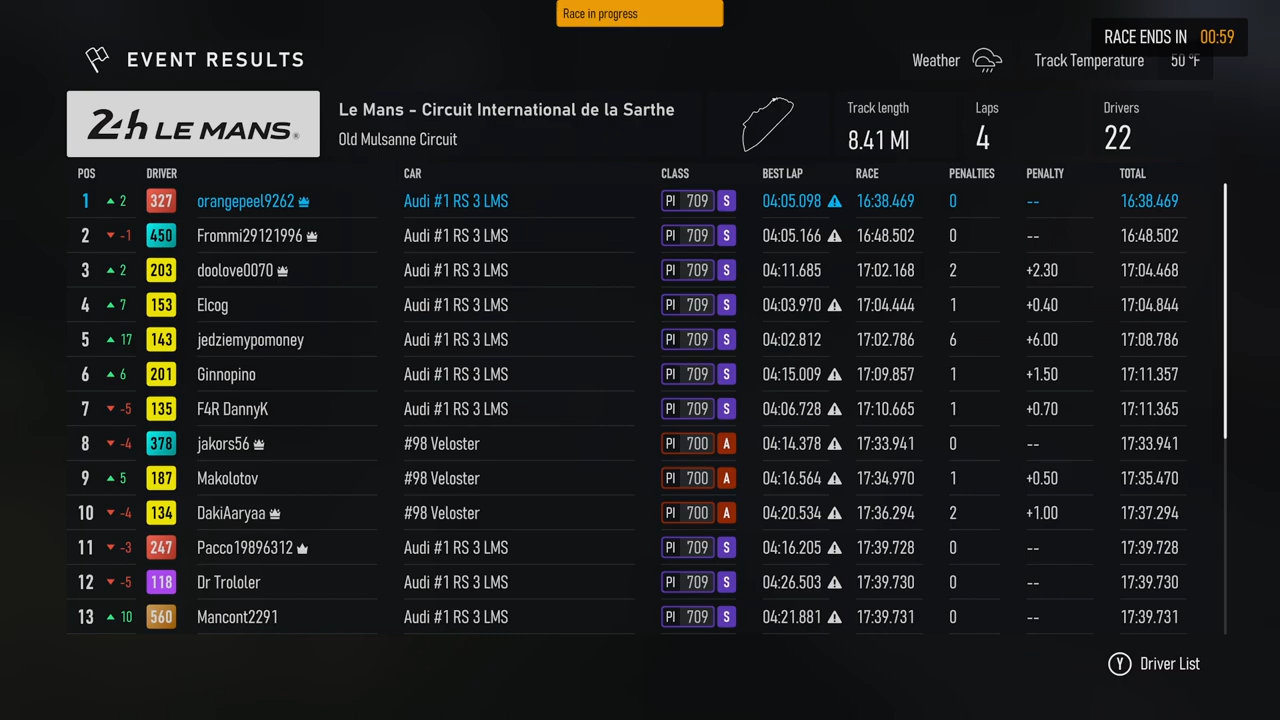 Race in progress
RACE ENDS IN 00:59
EVENT RESULTS
Weather Track Temperature 50 °F
24h LE MANS®
Le Mans - Circuit International de la Sarthe
Old Mulsanne Circuit
Track length Laps Drivers
8.41 MI 4 22
POS DRIVER CAR CLASS BEST LAP RACE PENALTIES PENALTY TOTAL
1 2 327 orangepeel9262 Audi #1 RS 3 LMS PI 709 S 04:05.098 16:38.469 0 -- 16:38.469
2 -1 450 Frommi29121996 Audi #1 RS 3 LMS PI 709 S 04:05.166 16:48.502 0 -- 16:48.502
3 2 203 doolove0070 Audi #1 RS 3 LMS PI 709 S 04:11.685 17:02.168 2 +2.30 17:04.468
4 7 153 Elcog Audi #1 RS 3 LMS PI 709 S 04:03.970 17:04.444 1 +0.40 17:04.844
5 17 143 jedziemypomoney Audi #1 RS 3 LMS PI 709 S 04:02.812 17:02.786 6 +6.00 17:08.786
6 6 201 Ginnopino Audi #1 RS 3 LMS PI 709 S 04:15.009 17:09.857 1 +1.50 17:11.357
7 -5 135 F4R DannyK Audi #1 RS 3 LMS PI 709 S 04:06.728 17:10.665 1 +0.70 17:11.365
8 -4 378 jakors56 #98 Veloster PI 700 A 04:14.378 17:33.941 0 -- 17:33.941
9 5 187 Makolotov #98 Veloster PI 700 A 04:16.564 17:34.970 1 +0.50 17:35.470
10 -4 134 DakiAaryaa #98 Veloster PI 700 A 04:20.534 17:36.294 2 +1.00 17:37.294
11 -3 247 Pacco19896312 Audi #1 RS 3 LMS PI 709 S 04:16.205 17:39.728 0 -- 17:39.728
12 -5 118 Dr Trololer Audi #1 RS 3 LMS PI 709 S 04:26.503 17:39.730 0 -- 17:39.730
13 10 560 Mancont2291 Audi #1 RS 3 LMS PI 709 S 04:21.881 17:39.731 0 -- 17:39.731
Y Driver List